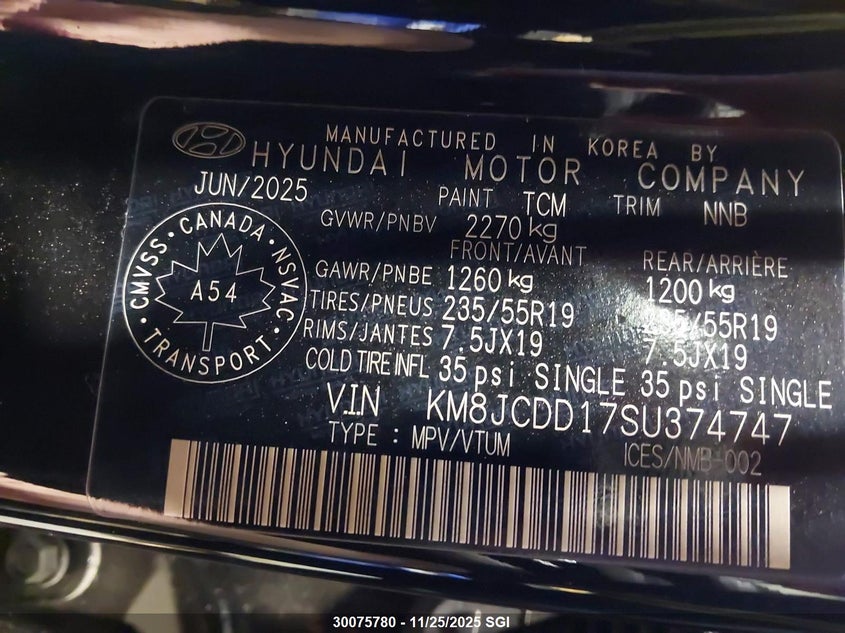 MANUFACTURED IN KOREA BY
HYUNDAI MOTOR COMPANY
JUN/2025 PAINT TCM TRIM NNB
GVWR/PNBV 2270 kg
FRONT/AVANT REAR/ARRIÈRE
GAWR/PNBE 1260 kg 1200 kg
TIRES/PNEUS 235/55R19 235/55R19
RIMS/JANTES 7.5JX19 7.5JX19
COLD TIRE INFL 35 psi SINGLE 35 psi SINGLE
V.I.N KM8JCDD17SU374747
TYPE : MPV/VTUM ICES/NMB-002
CMVSS • CANADA • NSVAC • TRANSPORT •
A54
30075780 - 11/25/2025 SGI